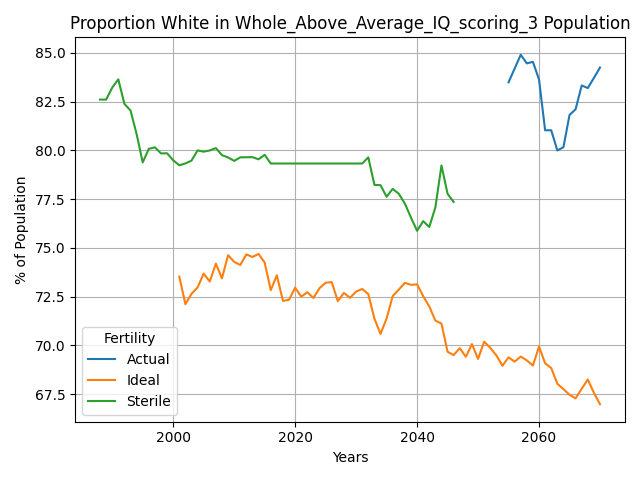 Proportion White in Whole_Above_Average_IQ_scoring_3 Population
% of Population
85.0
82.5
80.0
77.5
75.0
72.5
70.0
67.5
Fertility
Actual
Ideal
Sterile
2000
2020
2040
2060
Years